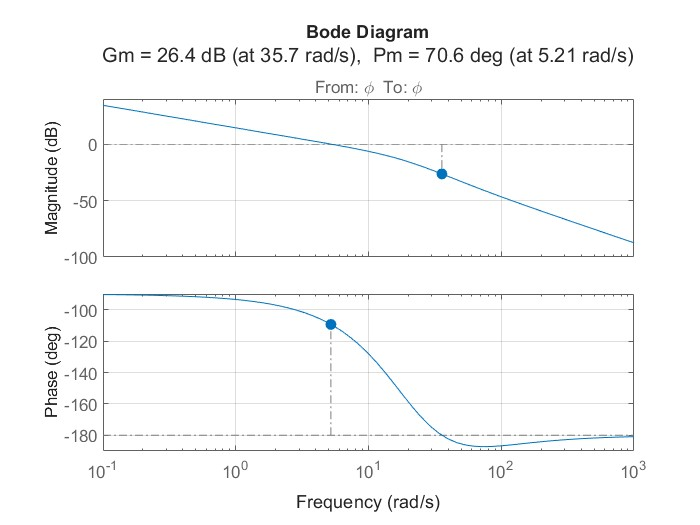 Bode Diagram
Gm = 26.4 dB (at 35.7 rad/s),  Pm = 70.6 deg (at 5.21 rad/s)
From: ϕ  To: ϕ
Magnitude (dB)
0
-50
-100
Phase (deg)
-100
-120
-140
-160
-180
10^-1 10^0 10^1 10^2 10^3
Frequency (rad/s)